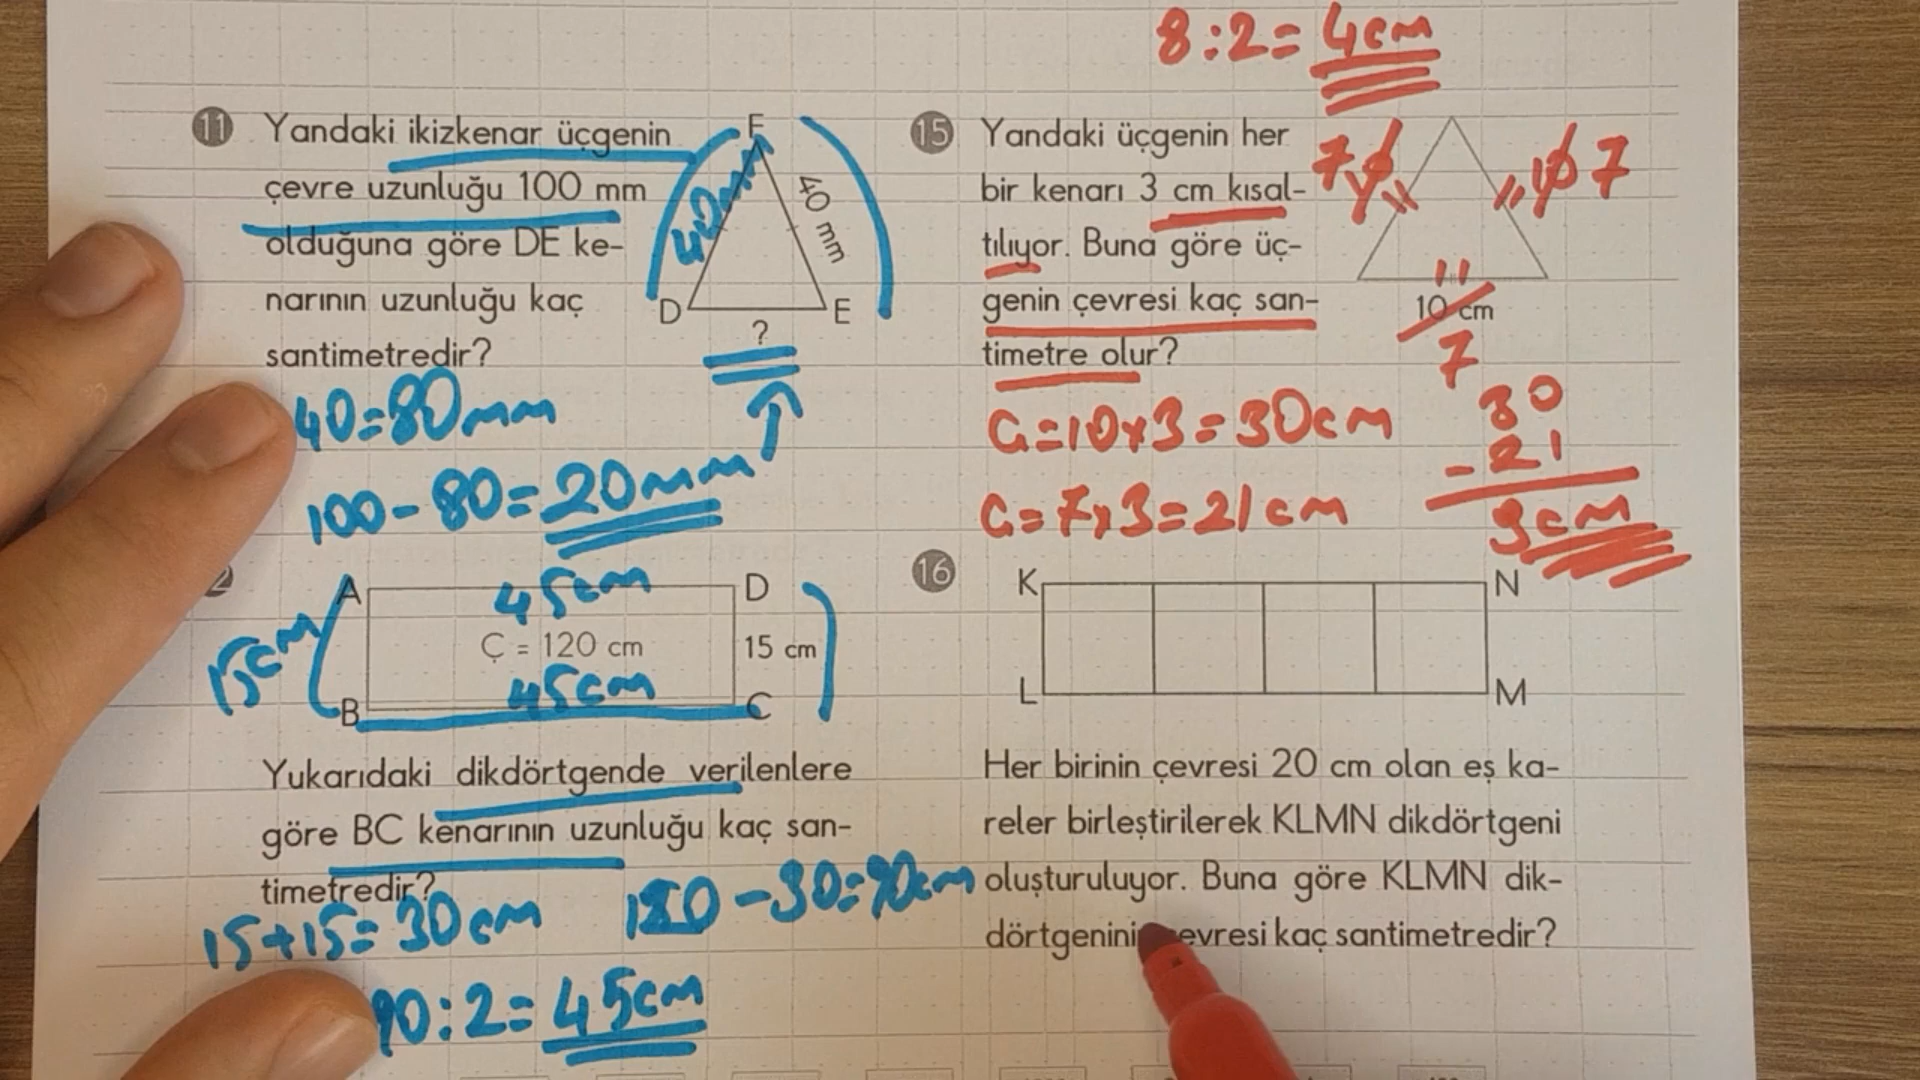 8:2=4cm
11 Yandaki ikizkenar üçgenin
çevre uzunluğu 100 mm
olduğuna göre DE ke-
narının uzunluğu kaç
santimetredir?
F
40mm
40 mm
D
E
?
40=80mm
100-80=20mm
A
45cm
D
15cm
Ç = 120 cm
15 cm
45cm
B
C
Yukarıdaki dikdörtgende verilenlere
göre BC kenarının uzunluğu kaç san-
timetredir?
15+15=30cm
120-30=90cm
90:2=45cm
15 Yandaki üçgenin her
bir kenarı 3 cm kısal-
tılıyor. Buna göre üç-
genin çevresi kaç san-
timetre olur?
7
7
10 cm
7
Ç=10x3=30cm
Ç=7x3=21cm
30
-21
9cm
16
K
N
L
M
Her birinin çevresi 20 cm olan eş ka-
reler birleştirilerek KLMN dikdörtgeni
oluşturuluyor. Buna göre KLMN dik-
kaç santimetredir?